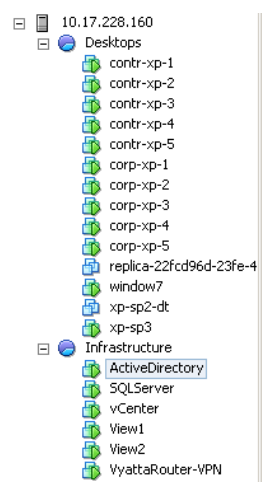 10.17.228.160
Desktops
contr-xp-1
contr-xp-2
contr-xp-3
contr-xp-4
contr-xp-5
corp-xp-1
corp-xp-2
corp-xp-3
corp-xp-4
corp-xp-5
replica-22fcd96d-23fe-4
window7
xp-sp2-dt
xp-sp3
Infrastructure
ActiveDirectory
SQLServer
vCenter
View1
View2
VyattaRouter-VPN